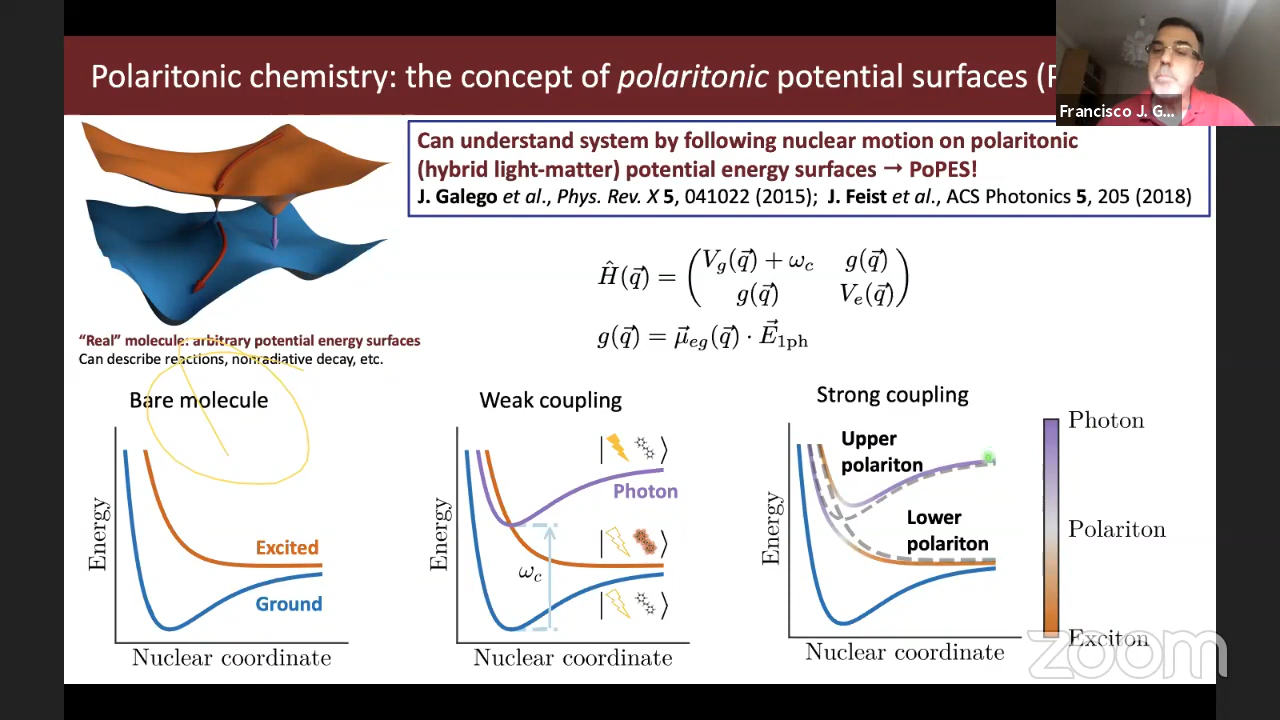 Polaritonic chemistry: the concept of polaritonic potential surfaces (
Francisco J. G...
Can understand system by following nuclear motion on polaritonic
(hybrid light-matter) potential energy surfaces → PoPES!
J. Galego et al., Phys. Rev. X 5, 041022 (2015); J. Feist et al., ACS Photonics 5, 205 (2018)
Ĥ(q⃗) = ( V_g(q⃗) + ω_c g(q⃗)
g(q⃗) V_e(q⃗) )
g(q⃗) = μ⃗_eg(q⃗) · E⃗_1ph
“Real” molecule: arbitrary potential energy surfaces
Can describe reactions, nonradiative decay, etc.
Bare molecule
Energy
Excited
Ground
Nuclear coordinate
Weak coupling
Energy
Photon
ω_c
Nuclear coordinate
Strong coupling
Energy
Upper
polariton
Lower
polariton
Nuclear coordinate
Photon
Polariton
Exciton
zoom